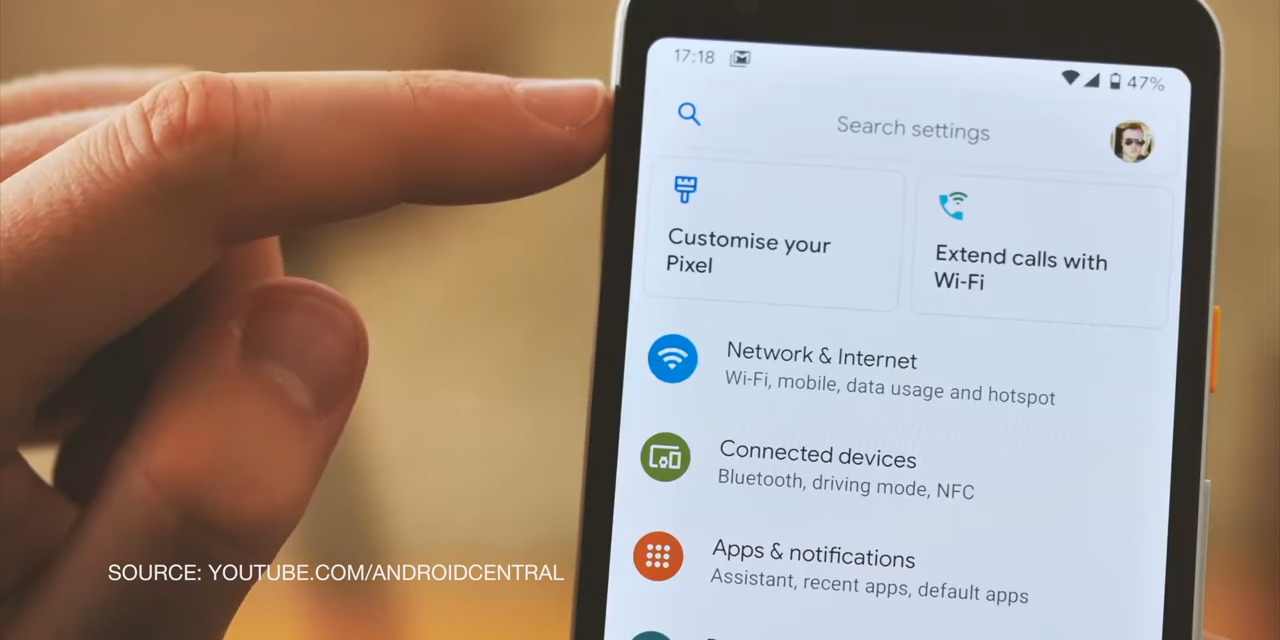 17:18
47%
Search settings
Customise your
Pixel
Extend calls with
Wi-Fi
Network & Internet
Wi-Fi, mobile, data usage and hotspot
Connected devices
Bluetooth, driving mode, NFC
Apps & notifications
Assistant, recent apps, default apps
SOURCE: YOUTUBE.COM/ANDROIDCENTRAL